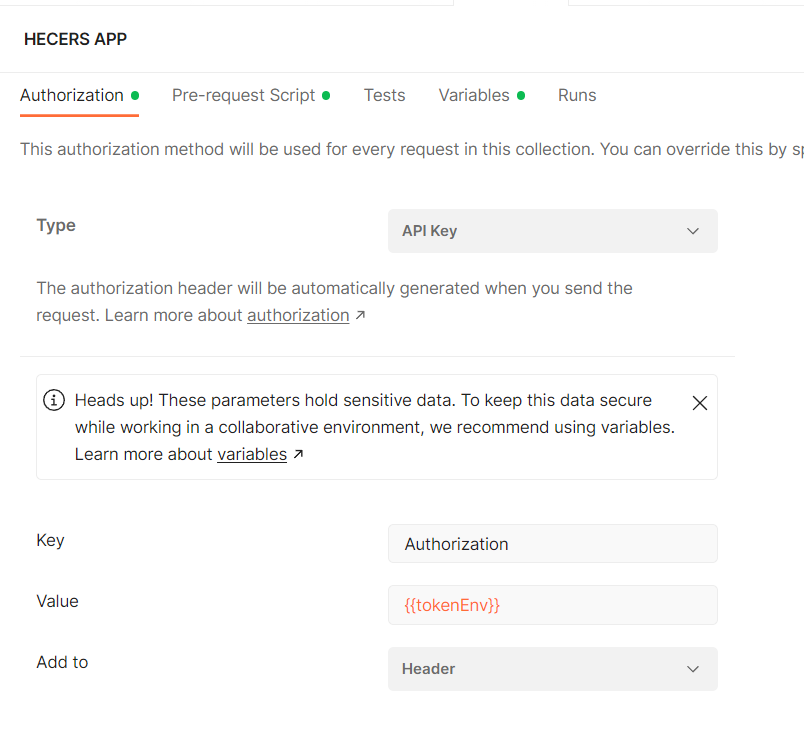 HECERS APP
Authorization
Pre-request Script
Tests
Variables
Runs
This authorization method will be used for every request in this collection. You can override this by
Type
API Key
The authorization header will be automatically generated when you send the
request. Learn more about authorization ↗
Heads up! These parameters hold sensitive data. To keep this data secure
while working in a collaborative environment, we recommend using variables.
Learn more about variables ↗
Key
Authorization
Value
{{tokenEnv}}
Add to
Header